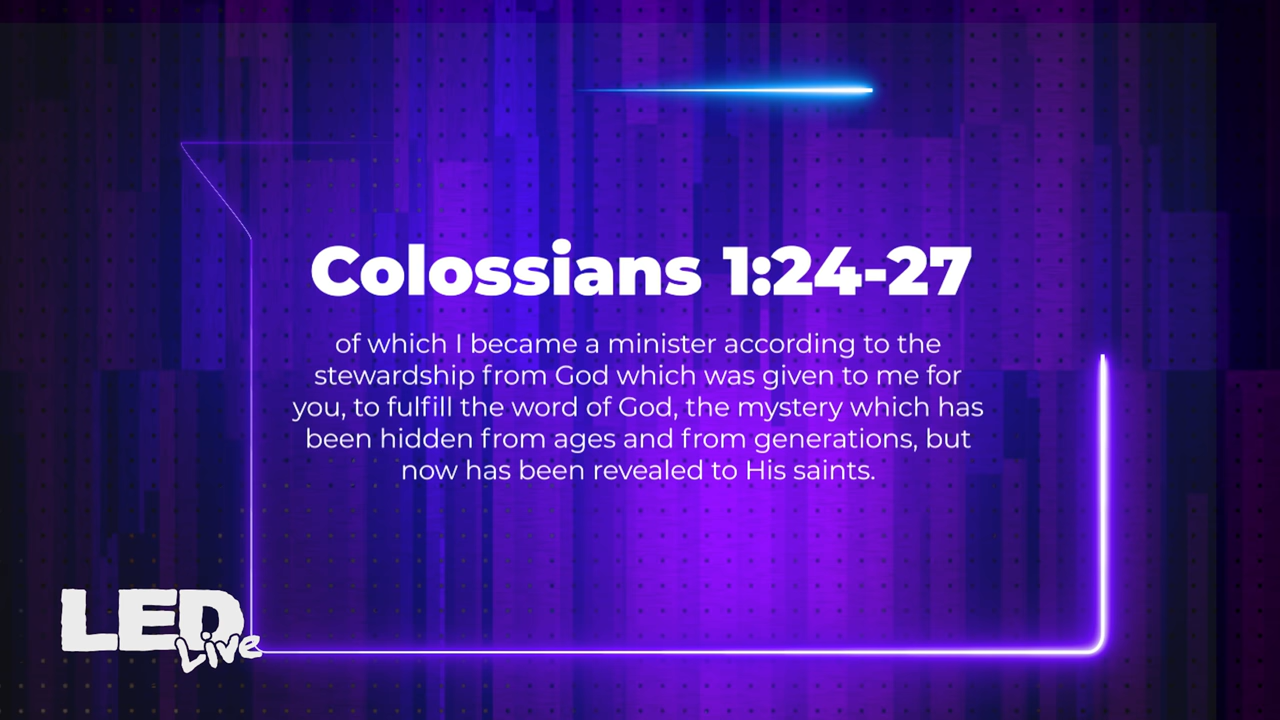 Colossians 1:24-27
of which I became a minister according to the
stewardship from God which was given to me for
you, to fulfill the word of God, the mystery which has
been hidden from ages and from generations, but
now has been revealed to His saints.
LED
Live